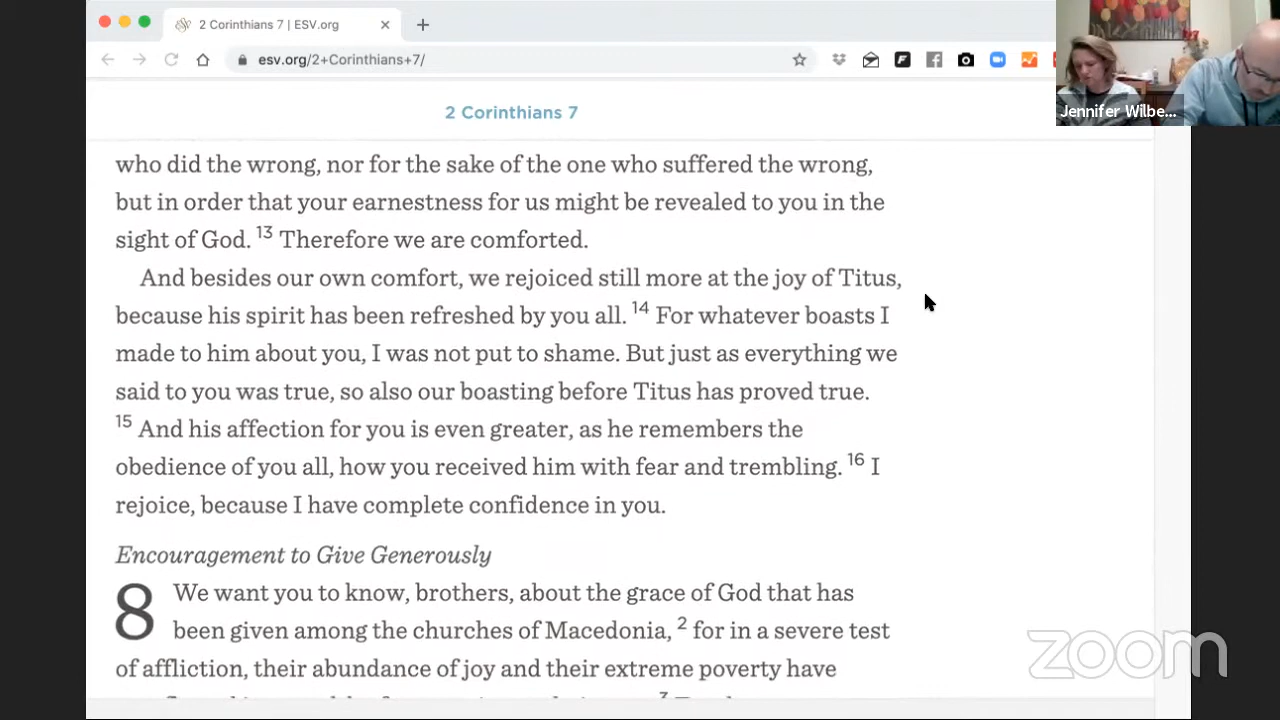 2 Corinthians 7 | ESV.org
esv.org/2+Corinthians+7/
Jennifer Wilbe...
2 Corinthians 7
who did the wrong, nor for the sake of the one who suffered the wrong,
but in order that your earnestness for us might be revealed to you in the
sight of God. 13 Therefore we are comforted.
And besides our own comfort, we rejoiced still more at the joy of Titus,
because his spirit has been refreshed by you all. 14 For whatever boasts I
made to him about you, I was not put to shame. But just as everything we
said to you was true, so also our boasting before Titus has proved true.
15 And his affection for you is even greater, as he remembers the
obedience of you all, how you received him with fear and trembling. 16 I
rejoice, because I have complete confidence in you.
Encouragement to Give Generously
8 We want you to know, brothers, about the grace of God that has
been given among the churches of Macedonia, 2 for in a severe test
of affliction, their abundance of joy and their extreme poverty have
3
zoom